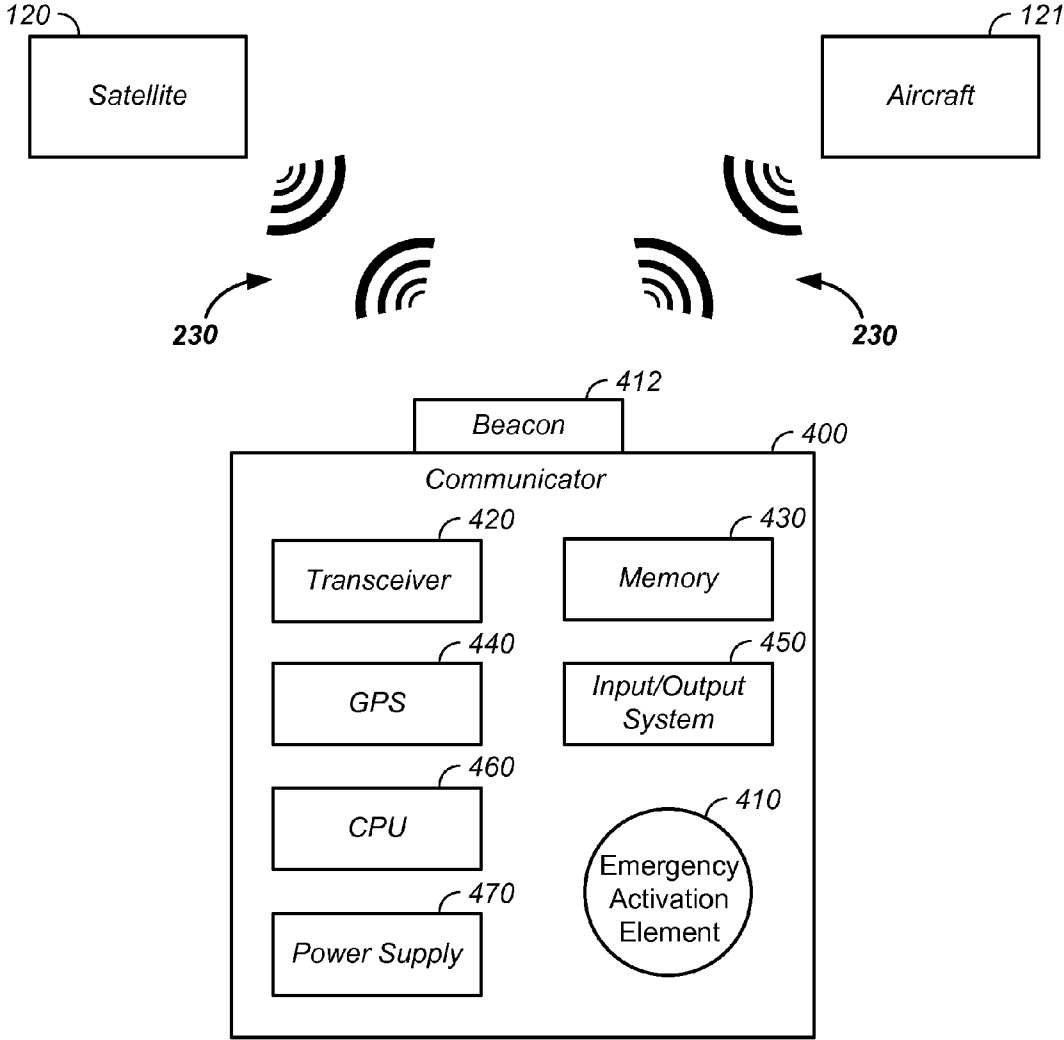 120
121
Satellite
Aircraft
230
230
412
Beacon
400
Communicator
420
430
Transceiver
Memory
440
450
GPS
Input/Output
System
460
CPU
410
Emergency
Activation
Element
470
Power Supply